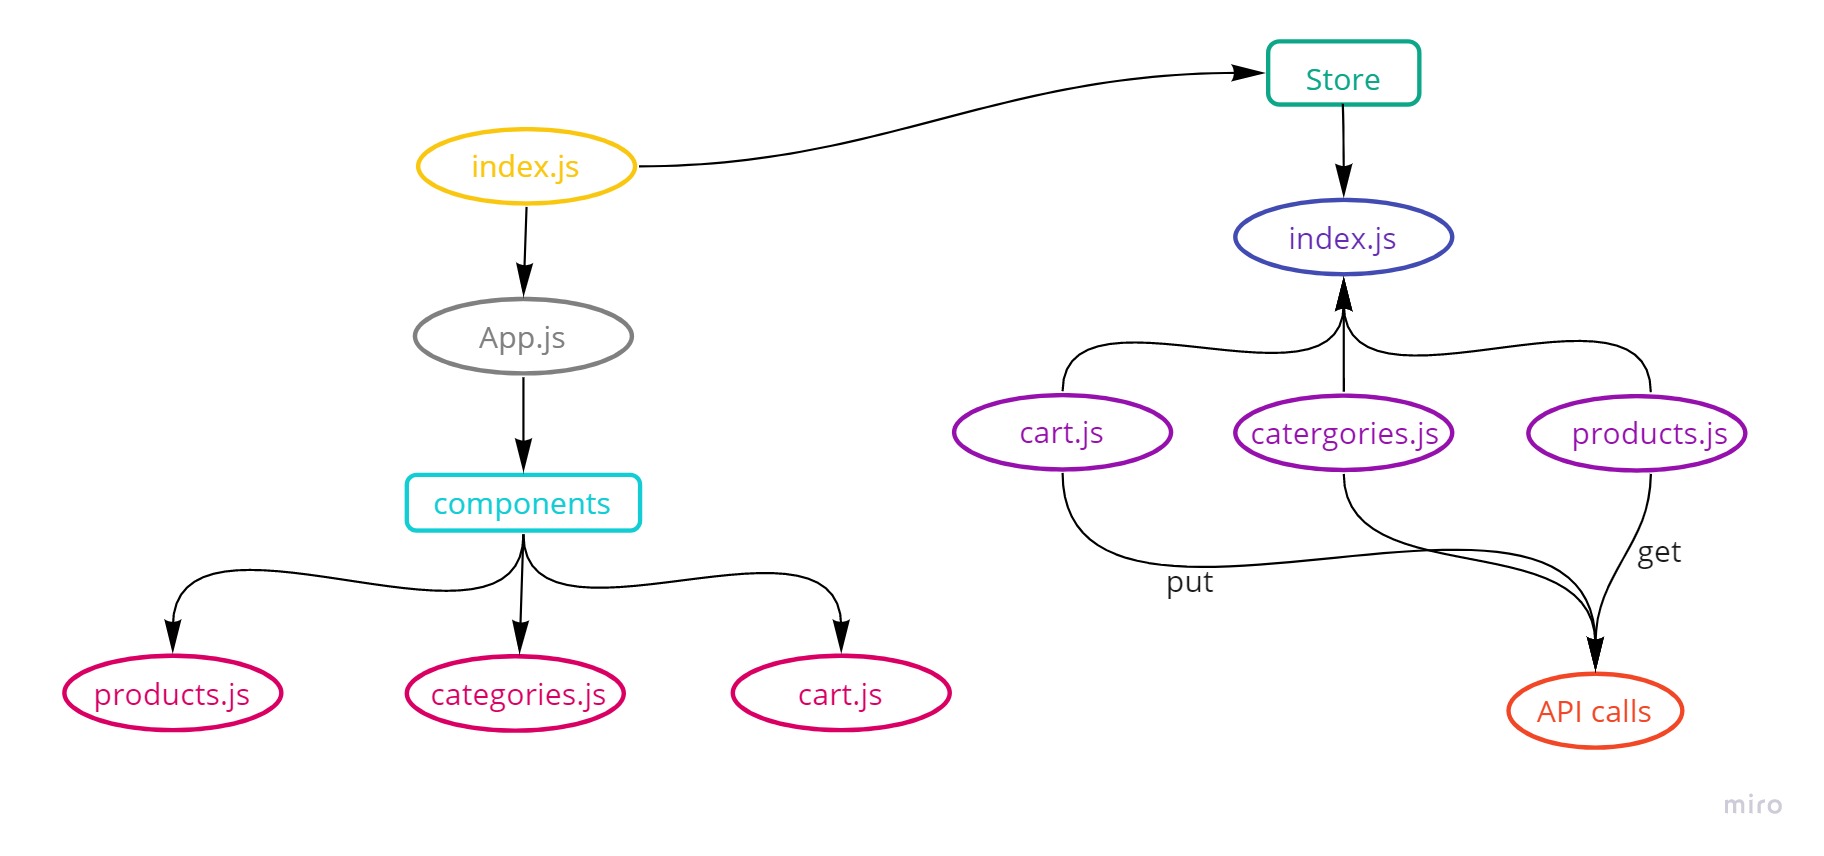 Store
index.js
index.js
App.js
cart.js
catergories.js
products.js
components
get
put
products.js
categories.js
cart.js
API calls
miro